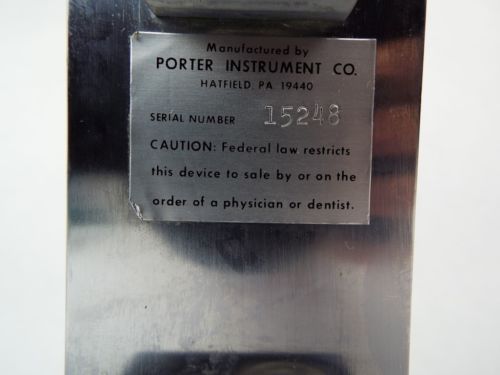 Manufactured by
PORTER INSTRUMENT CO.
HATFIELD, PA. 19440
SERIAL NUMBER 15248
CAUTION: Federal law restricts
this device to sale by or on the
order of a physician or dentist.